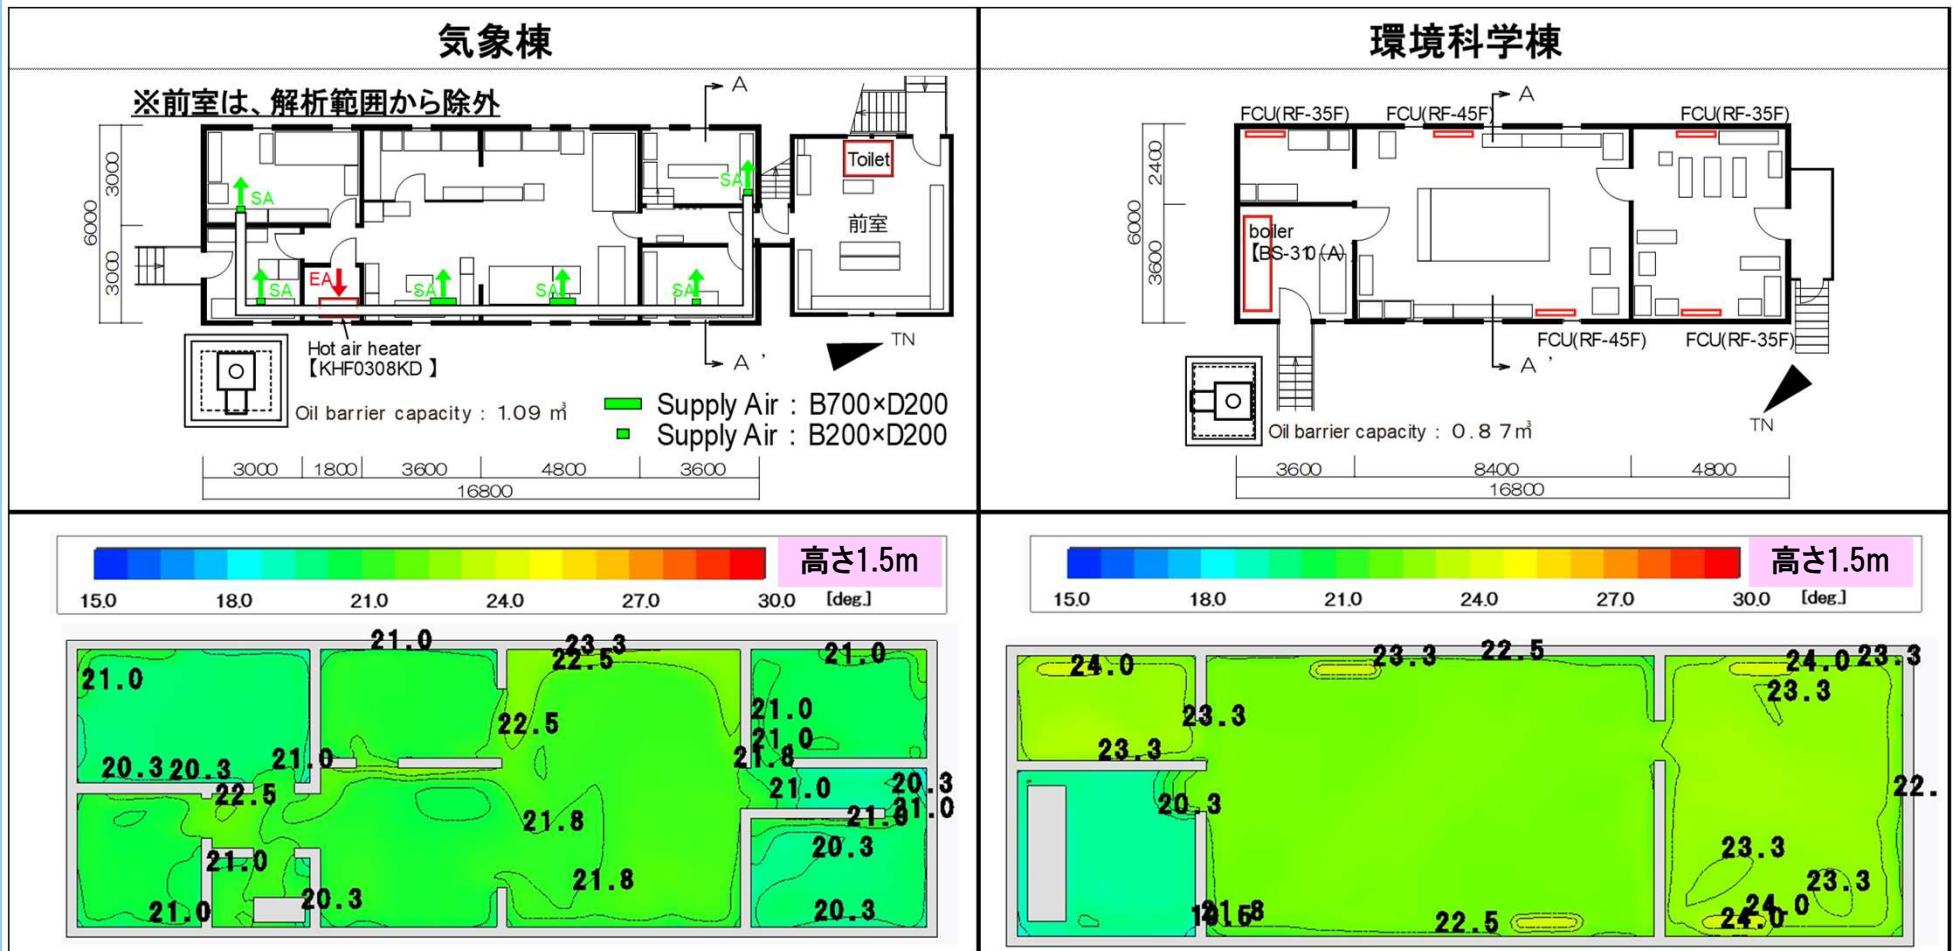 気象棟
環境科学棟
※前室は、解析範囲から除外
A
Toilet
SA
SA
前室
3000
6000
3000
SA
EA
SA
SA
SA
Hot air heater
【KHF0308KD 】
A '
TN
Oil barrier capacity : 1.09 ㎥
Supply Air : B700×D200
Supply Air : B200×D200
3000
1800
3600
4800
3600
16800
A
FCU(RF-35F)
FCU(RF-45F)
FCU(RF-35F)
2400
6000
3600
boiler
【BS-310(A)
FCU(RF-45F)
FCU(RF-35F)
A '
TN
Oil barrier capacity : 0.87㎥
3600
8400
4800
16800
高さ1.5m
15.0 18.0 21.0 24.0 27.0 30.0 [deg.]
高さ1.5m
15.0 18.0 21.0 24.0 27.0 30.0 [deg.]
21.0
23.3
22.5
21.0
21.0
21.0
22.5
21.0
21.8
21.0
20.3
20.3
21.0
20.3
22.5
21.0
21.0
21.8
20.3
21.0
21.8
20.3
21.0
20.3
24.0
23.3
22.5
24.0
23.3
23.3
23.3
23.3
20.3
22.
23.3
23.3
21.8
22.5
24.0
24.0